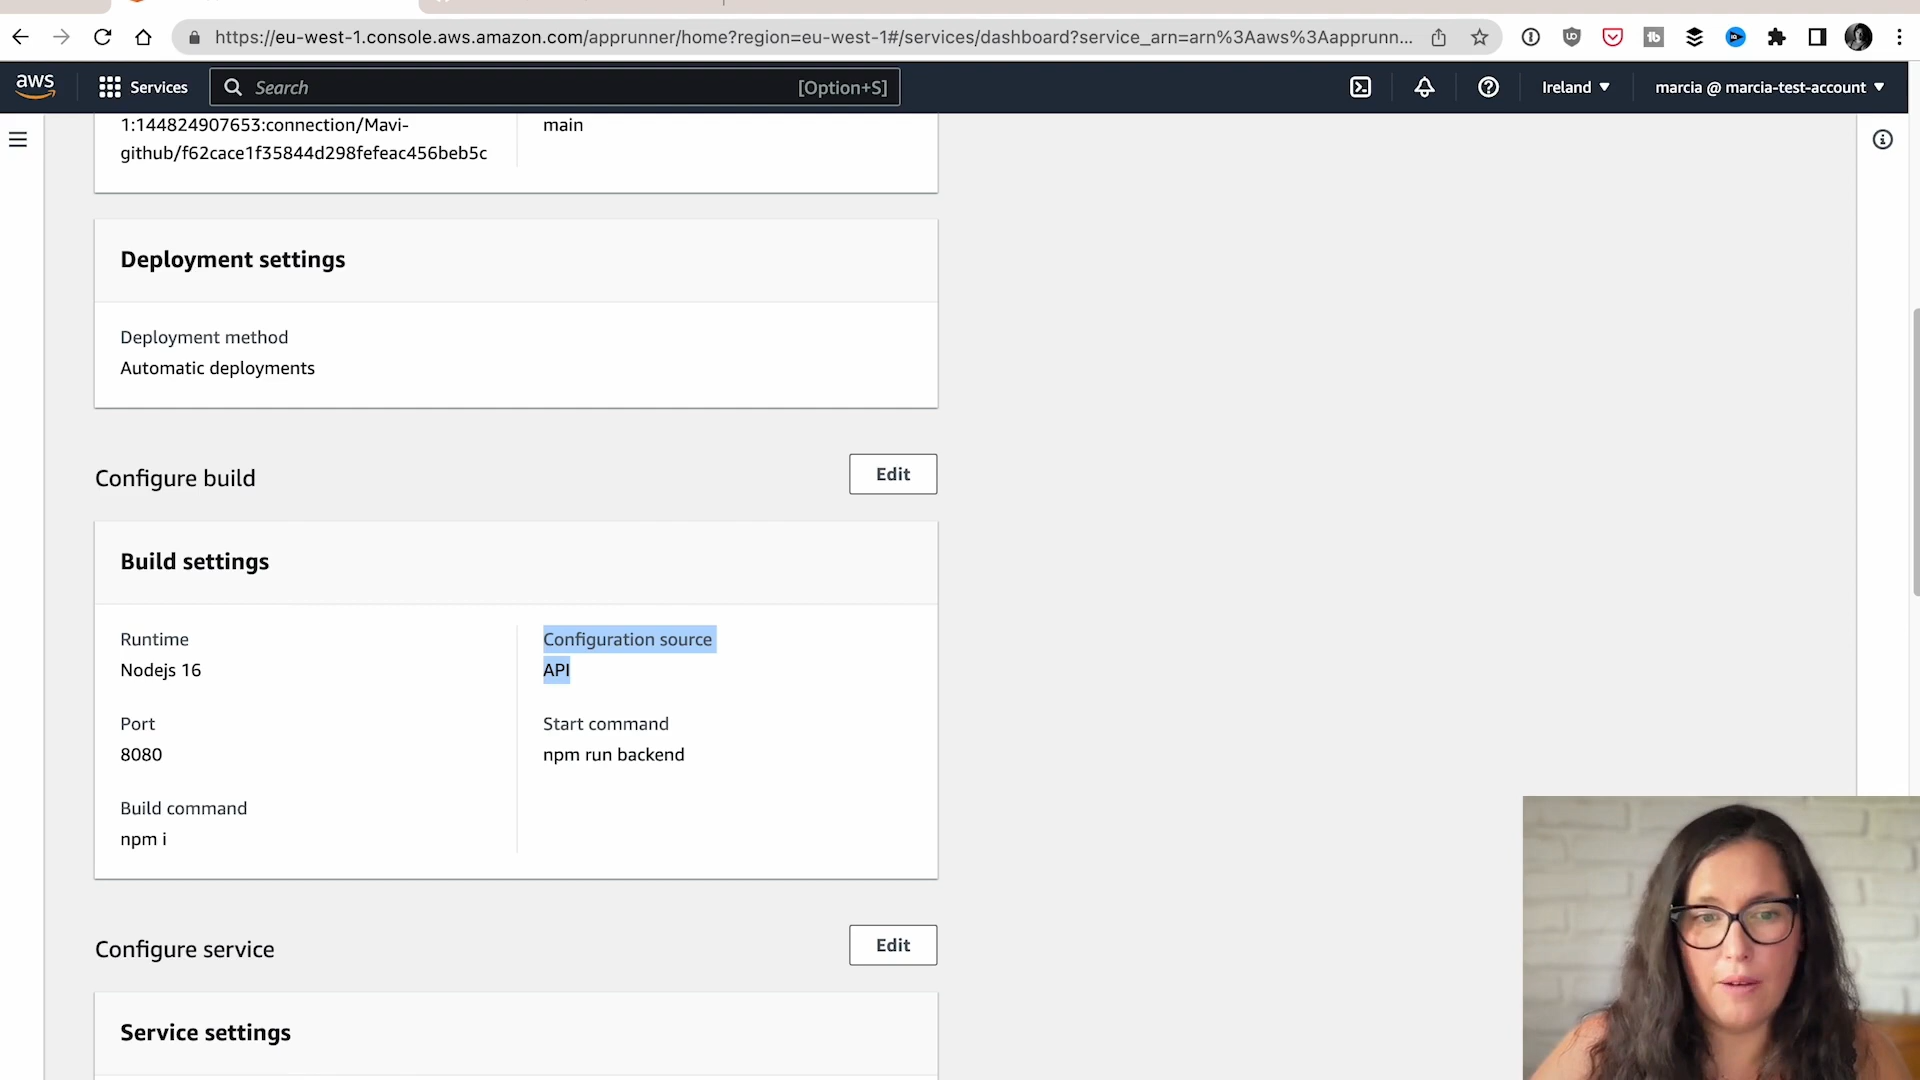 https://eu-west-1.console.aws.amazon.com/apprunner/home?region=eu-west-1#/services/dashboard?service_arn=arn%3Aaws%3Aapprunn...
aws
Services
Search
[Option+S]
Ireland
marcia @ marcia-test-account
1:144824907653:connection/Mavi-
github/f62cace1f35844d298fefeac456beb5c
main
Deployment settings
Deployment method
Automatic deployments
Configure build
Edit
Build settings
Runtime
Nodejs 16
Configuration source
API
Port
8080
Start command
npm run backend
Build command
npm i
Configure service
Edit
Service settings